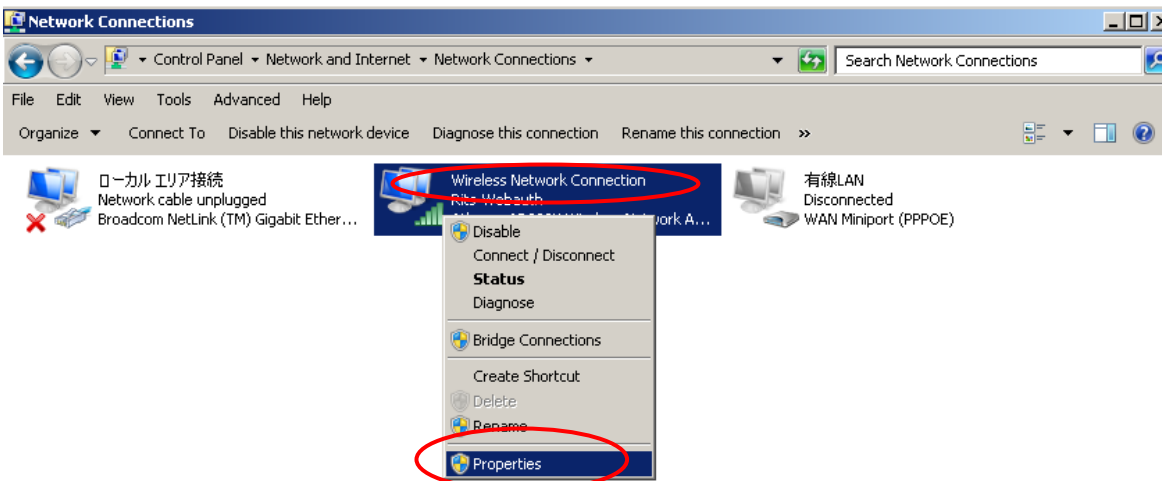 Network Connections
Control Panel Network and Internet Network Connections
Search Network Connections
File Edit View Tools Advanced Help
Organize Connect To Disable this network device Diagnose this connection Rename this connection »
ローカル エリア接続
Network cable unplugged
Broadcom NetLink (TM) Gigabit Ether...
Wireless Network Connection
Rits-Webauth
Network A...
有線LAN
Disconnected
WAN Miniport (PPPOE)
Disable
Connect / Disconnect
Status
Diagnose
Bridge Connections
Create Shortcut
Delete
Rename
Properties